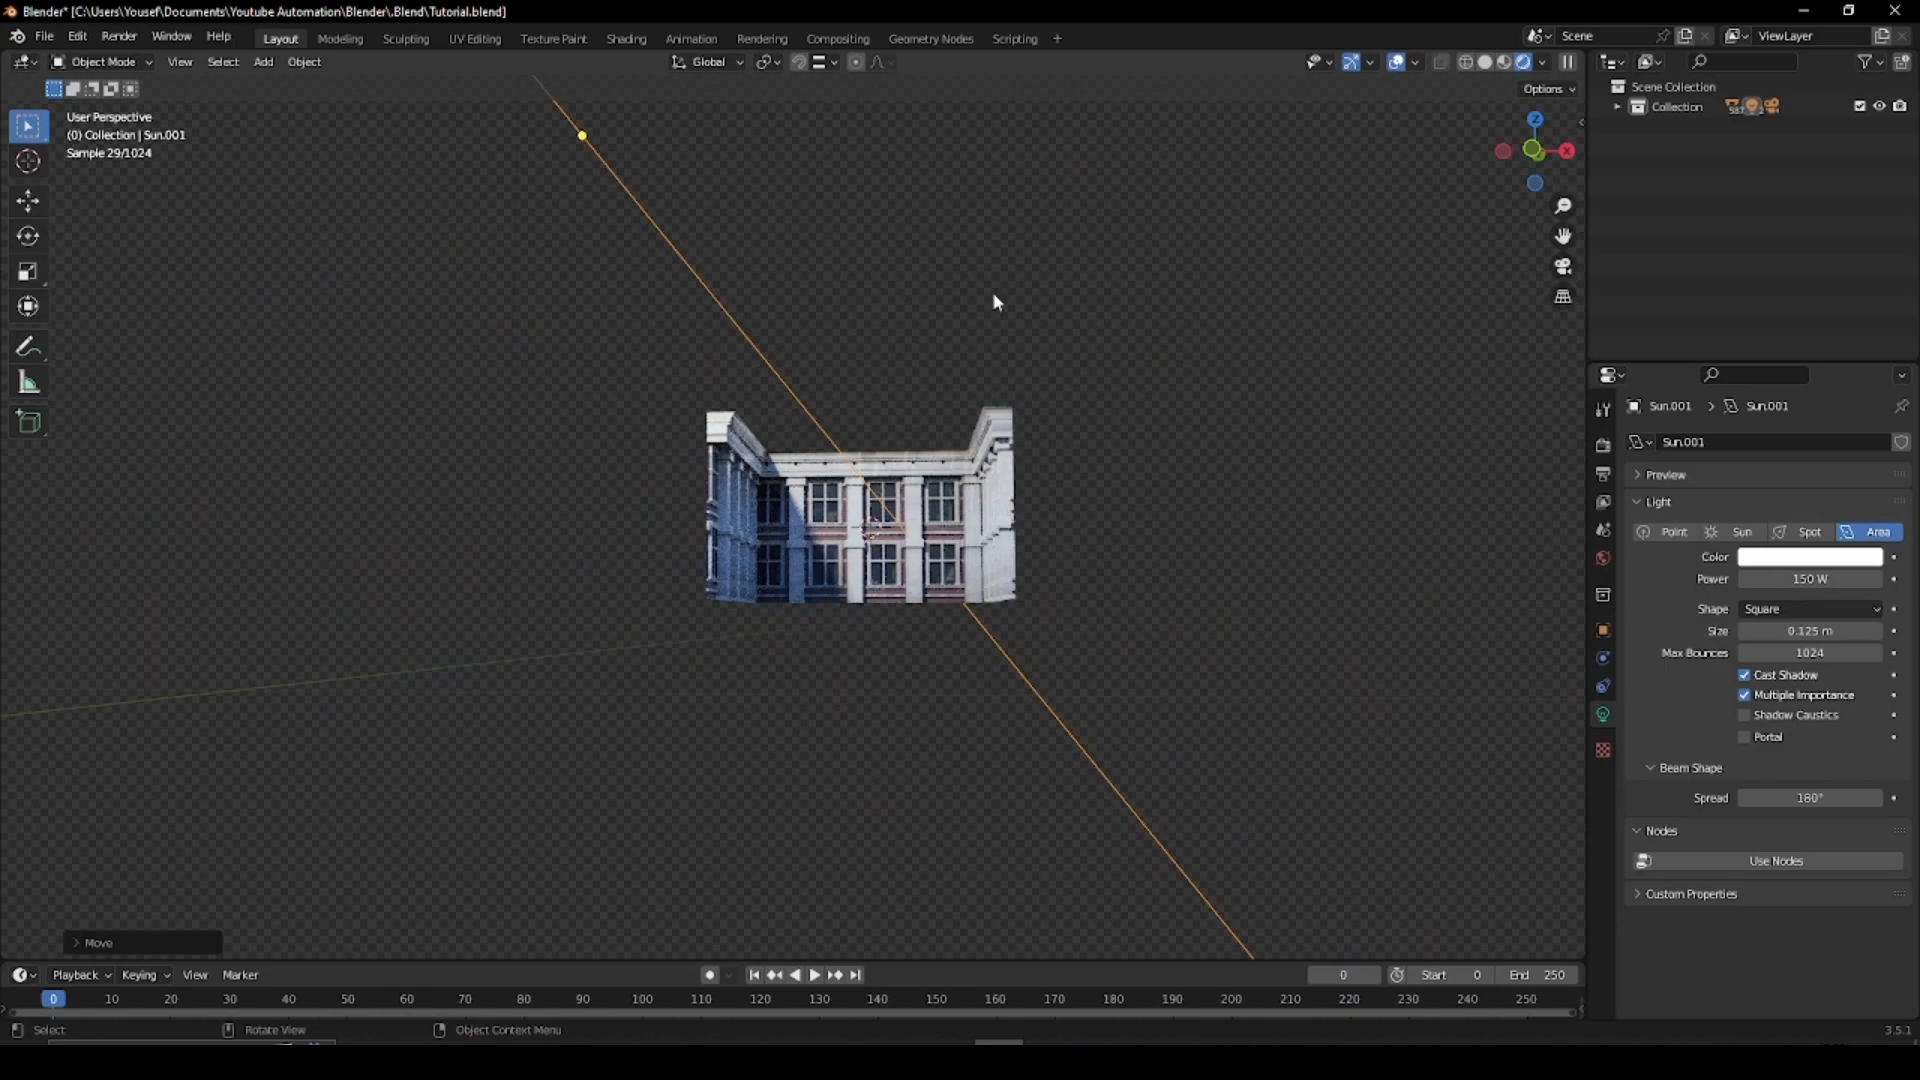 Blender* [C:\Users\Yousef\Documents\Youtube Automation\Blender\.Blend\Tutorial.blend]
File Edit Render Window Help Layout Modeling Sculpting UV Editing Texture Paint Shading Animation Rendering Compositing Geometry Nodes Scripting + Scene ViewLayer
Object Mode View Select Add Object Global
Options
User Perspective
(0) Collection | Sun.001
Sample 29/1024
Z
X
Scene Collection
Collection
Sun.001 > Sun.001
Sun.001
Preview
Light
Point Sun Spot Area
Color
Power 150 W
Shape Square
Size 0.125 m
Max Bounces 1024
Cast Shadow
Multiple Importance
Shadow Caustics
Portal
Beam Shape
Spread 180°
Nodes
Use Nodes
Custom Properties
> Move
Playback Keying View Marker 0 Start 0 End 250
0 10 20 30 40 50 60 70 80 90 100 110 120 130 140 150 160 170 180 190 200 210 220 230 240 250
Select Rotate View Object Context Menu 3.5.1